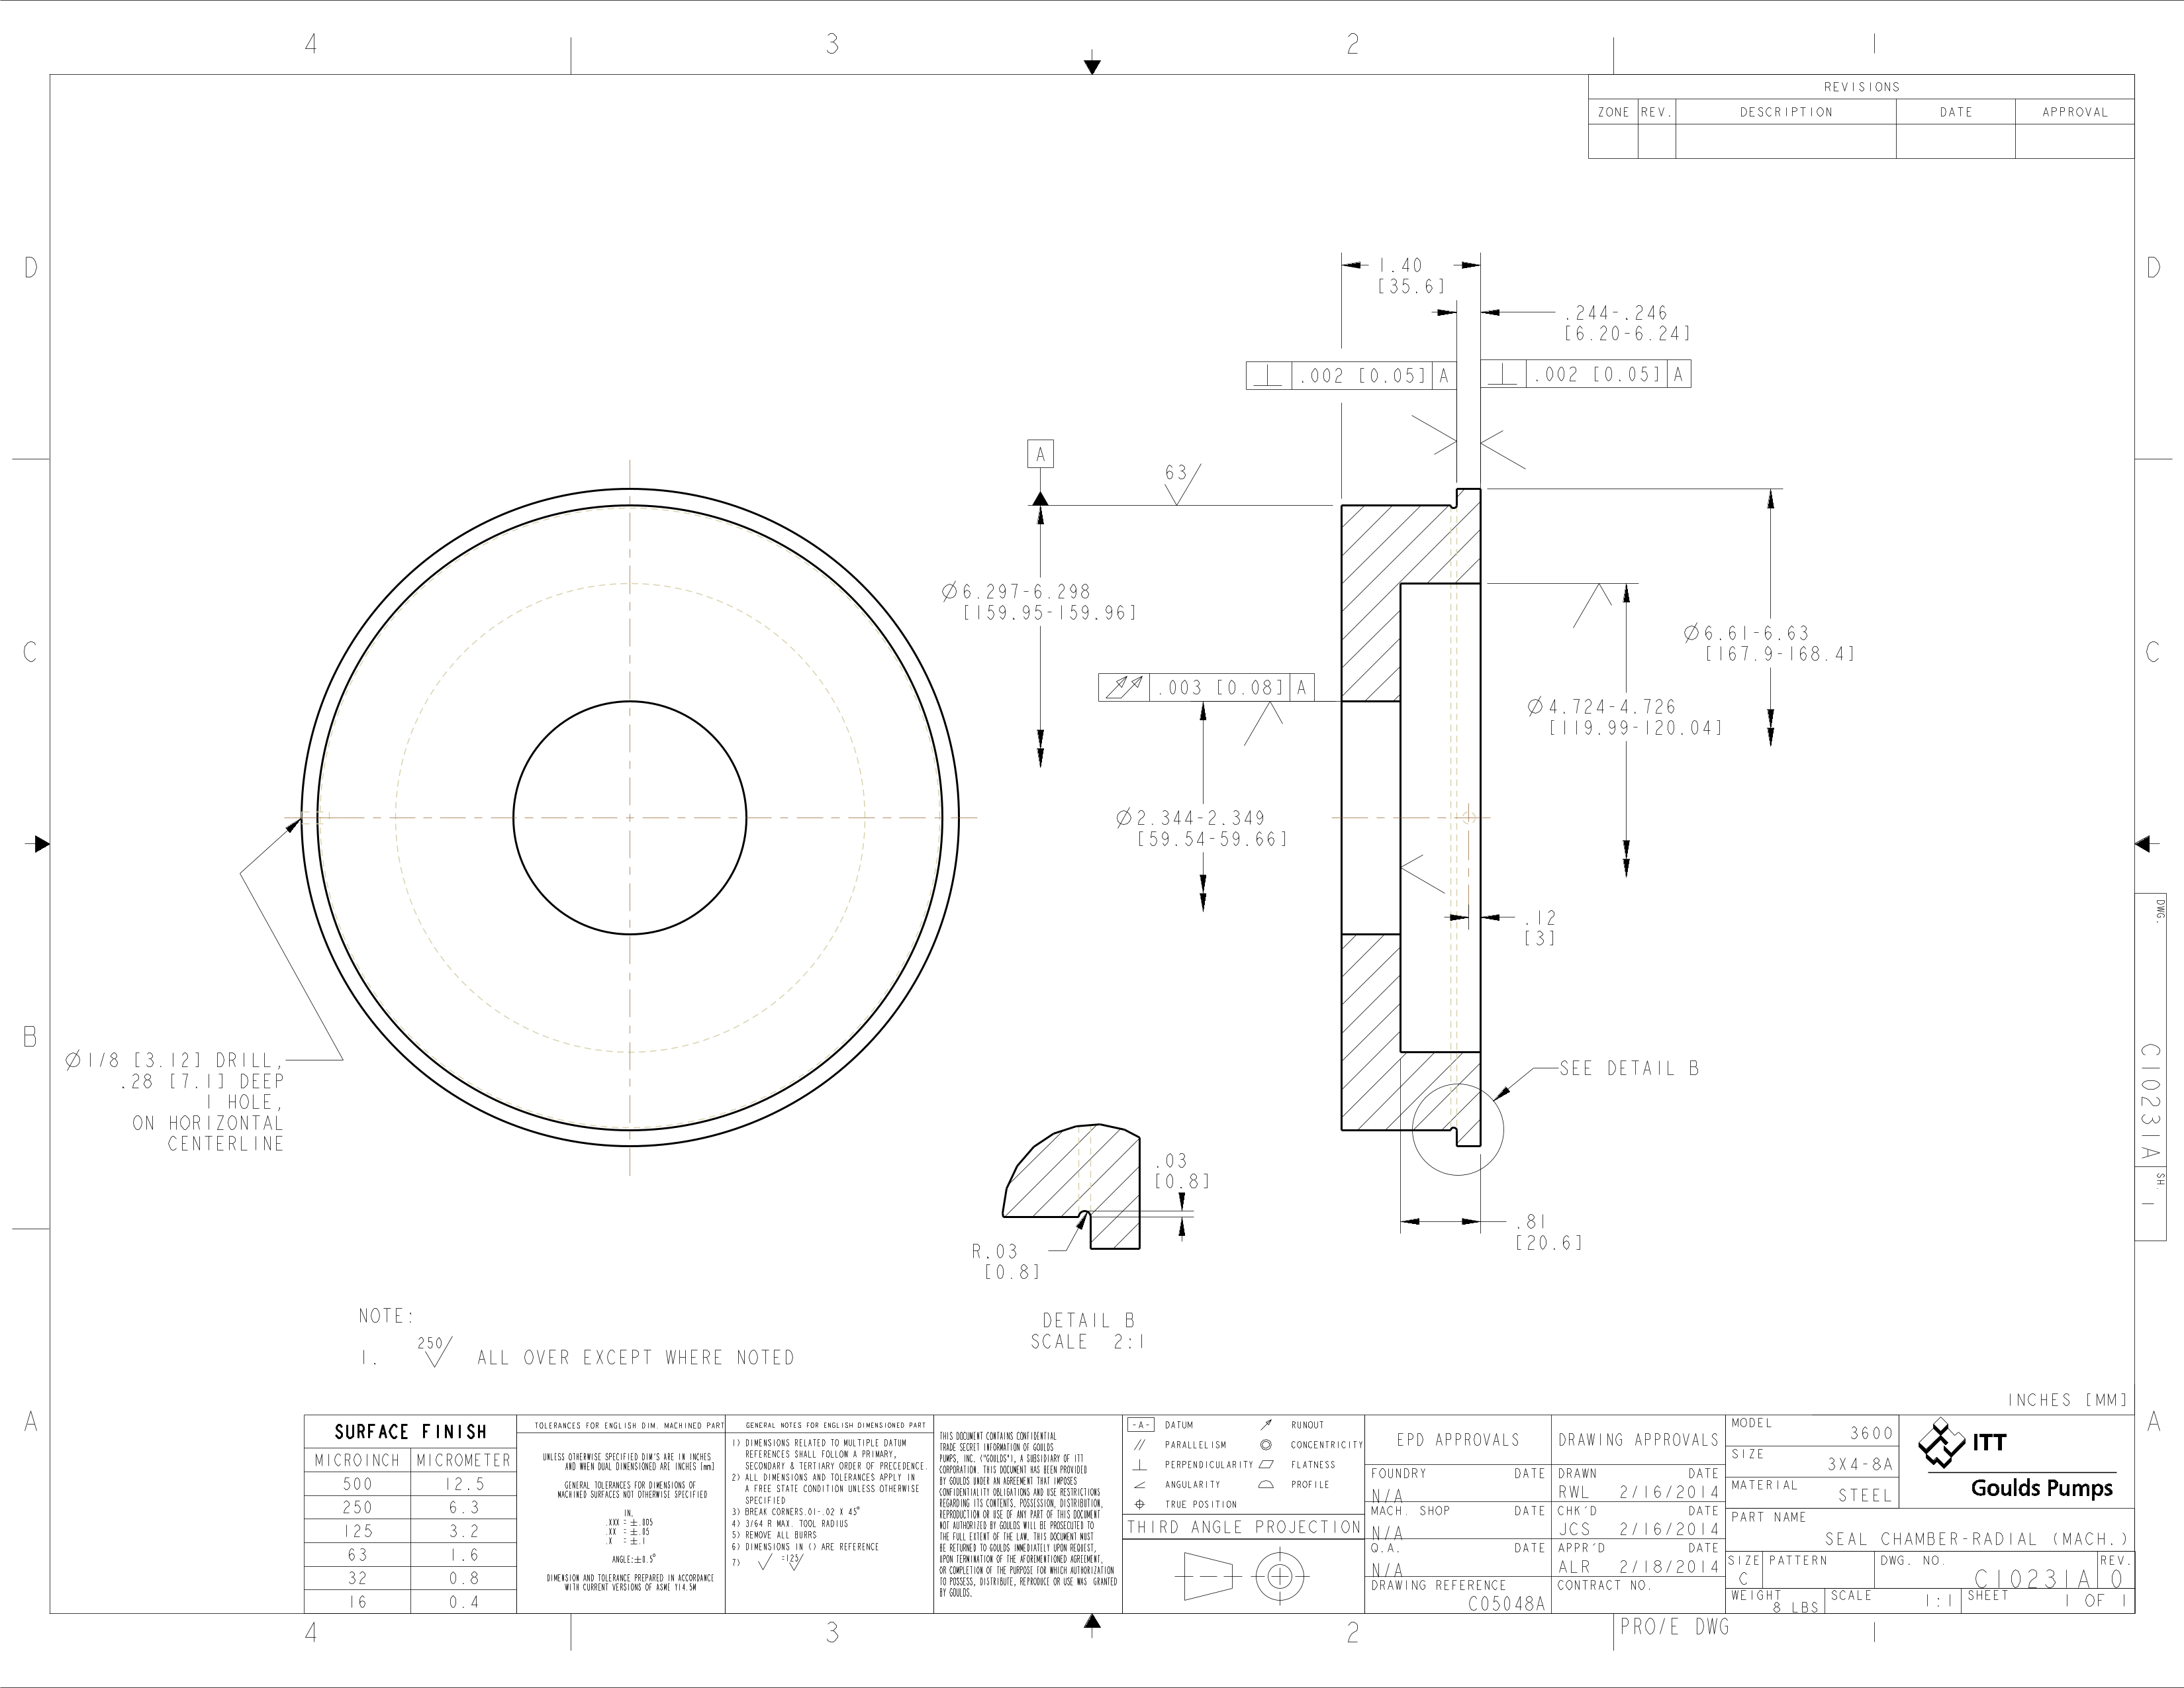 4 3 2 1
REVISIONS
ZONE REV. DESCRIPTION DATE APPROVAL
D D
1.40
[35.6]
.244-.246
[6.20-6.24]
.002 [0.05] A
.002 [0.05] A
A
63
Ø6.297-6.298
[159.95-159.96]
Ø6.61-6.63
[167.9-168.4]
C C
.003 [0.08] A
Ø4.724-4.726
[119.99-120.04]
Ø2.344-2.349
[59.54-59.66]
.12
[3]
DWG.
C10231A
SH.
1
B
Ø1/8 [3.12] DRILL,
.28 [7.1] DEEP
1 HOLE,
ON HORIZONTAL
CENTERLINE
SEE DETAIL B
.03
[0.8]
R.03
[0.8]
.81
[20.6]
DETAIL B
SCALE 2:1
NOTE:
1. 250 ALL OVER EXCEPT WHERE NOTED
INCHES [MM]
A A
SURFACE FINISH
MICROINCH MICROMETER
500 12.5
250 6.3
125 3.2
63 1.6
32 0.8
16 0.4
TOLERANCES FOR ENGLISH DIM. MACHINED PART
UNLESS OTHERWISE SPECIFIED DIM'S ARE IN INCHES
AND WHEN DUAL DIMENSIONED ARE INCHES [mm]
GENERAL TOLERANCES FOR DIMENSIONS OF
MACHINED SURFACES NOT OTHERWISE SPECIFIED
IN.
.XXX = ±.005
.XX = ±.05
.X = ±.1
ANGLE:±0.5°
DIMENSION AND TOLERANCE PREPARED IN ACCORDANCE
WITH CURRENT VERSIONS OF ASME Y14.5M
GENERAL NOTES FOR ENGLISH DIMENSIONED PART
1) DIMENSIONS RELATED TO MULTIPLE DATUM
REFERENCES SHALL FOLLOW A PRIMARY,
SECONDARY & TERTIARY ORDER OF PRECEDENCE.
2) ALL DIMENSIONS AND TOLERANCES APPLY IN
A FREE STATE CONDITION UNLESS OTHERWISE
SPECIFIED
3) BREAK CORNERS.01-.02 X 45°
4) 3/64 R MAX. TOOL RADIUS
5) REMOVE ALL BURRS
6) DIMENSIONS IN () ARE REFERENCE
7) =125
THIS DOCUMENT CONTAINS CONFIDENTIAL
TRADE SECRET INFORMATION OF GOULDS
PUMPS, INC. ("GOULDS"), A SUBSIDIARY OF ITT
CORPORATION. THIS DOCUMENT HAS BEEN PROVIDED
BY GOULDS UNDER AN AGREEMENT THAT IMPOSES
CONFIDENTIALITY OBLIGATIONS AND USE RESTRICTIONS
REGARDING ITS CONTENTS. POSSESSION, DISTRIBUTION,
REPRODUCTION OR USE OF ANY PART OF THIS DOCUMENT
NOT AUTHORIZED BY GOULDS WILL BE PROSECUTED TO
THE FULL EXTENT OF THE LAW. THIS DOCUMENT MUST
BE RETURNED TO GOULDS IMMEDIATELY UPON REQUEST,
UPON TERMINATION OF THE AFOREMENTIONED AGREEMENT,
OR COMPLETION OF THE PURPOSE FOR WHICH AUTHORIZATION
TO POSSESS, DISTRIBUTE, REPRODUCE OR USE WAS GRANTED
BY GOULDS.
-A- DATUM RUNOUT
PARALLELISM CONCENTRICITY
PERPENDICULARITY FLATNESS
ANGULARITY PROFILE
TRUE POSITION
THIRD ANGLE PROJECTION
EPD APPROVALS
FOUNDRY DATE
N/A
MACH. SHOP DATE
N/A
Q.A. DATE
N/A
DRAWING REFERENCE
C05048A
DRAWING APPROVALS
DRAWN DATE
RWL 2/16/2014
CHK'D DATE
JCS 2/16/2014
APPR'D DATE
ALR 2/18/2014
CONTRACT NO.
MODEL
3600
SIZE
3X4-8A
MATERIAL
STEEL
ITT
Goulds Pumps
PART NAME
SEAL CHAMBER-RADIAL (MACH.)
SIZE PATTERN DWG. NO. REV.
C C10231A 0
WEIGHT SCALE SHEET
8 LBS 1:1 1 OF 1
4 3 2 1
PRO/E DWG